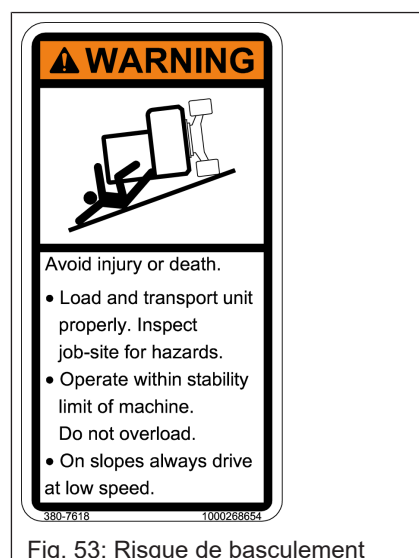 WARNING
Avoid injury or death.
• Load and transport unit
properly. Inspect
job-site for hazards.
• Operate within stability
limit of machine.
Do not overload.
• On slopes always drive
at low speed.
380-7618 1000268654
Fig. 53: Risque de basculement